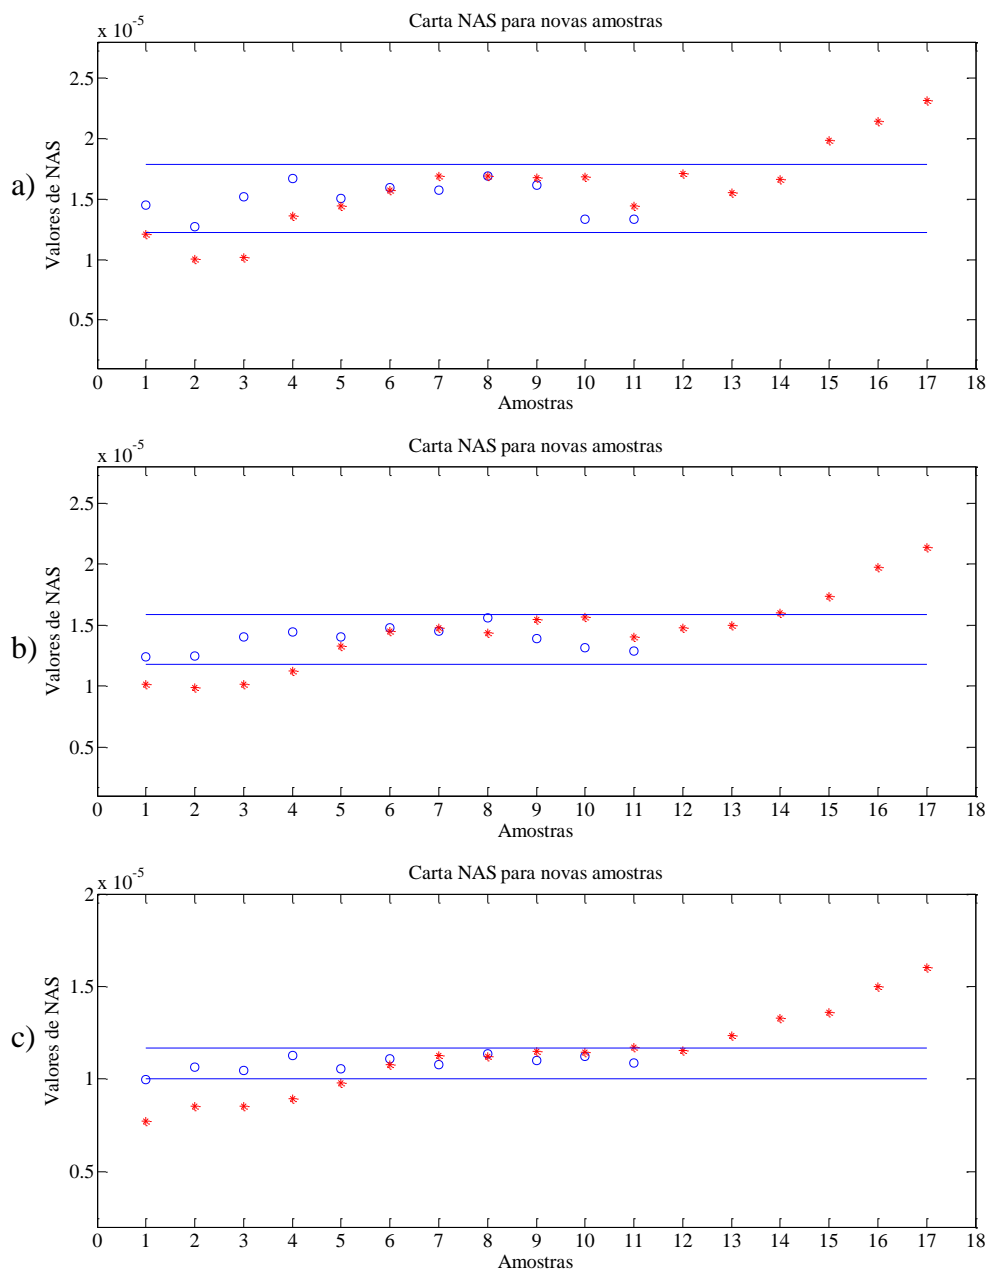 Carta NAS para novas amostras
x 10^-5
2.5
2
1.5
1
0.5
a)
Valores de NAS
0 1 2 3 4 5 6 7 8 9 10 11 12 13 14 15 16 17 18
Amostras
Carta NAS para novas amostras
x 10^-5
2.5
2
1.5
1
0.5
b)
Valores de NAS
0 1 2 3 4 5 6 7 8 9 10 11 12 13 14 15 16 17 18
Amostras
Carta NAS para novas amostras
x 10^-5
2
1.5
1
0.5
c)
Valores de NAS
0 1 2 3 4 5 6 7 8 9 10 11 12 13 14 15 16 17 18
Amostras